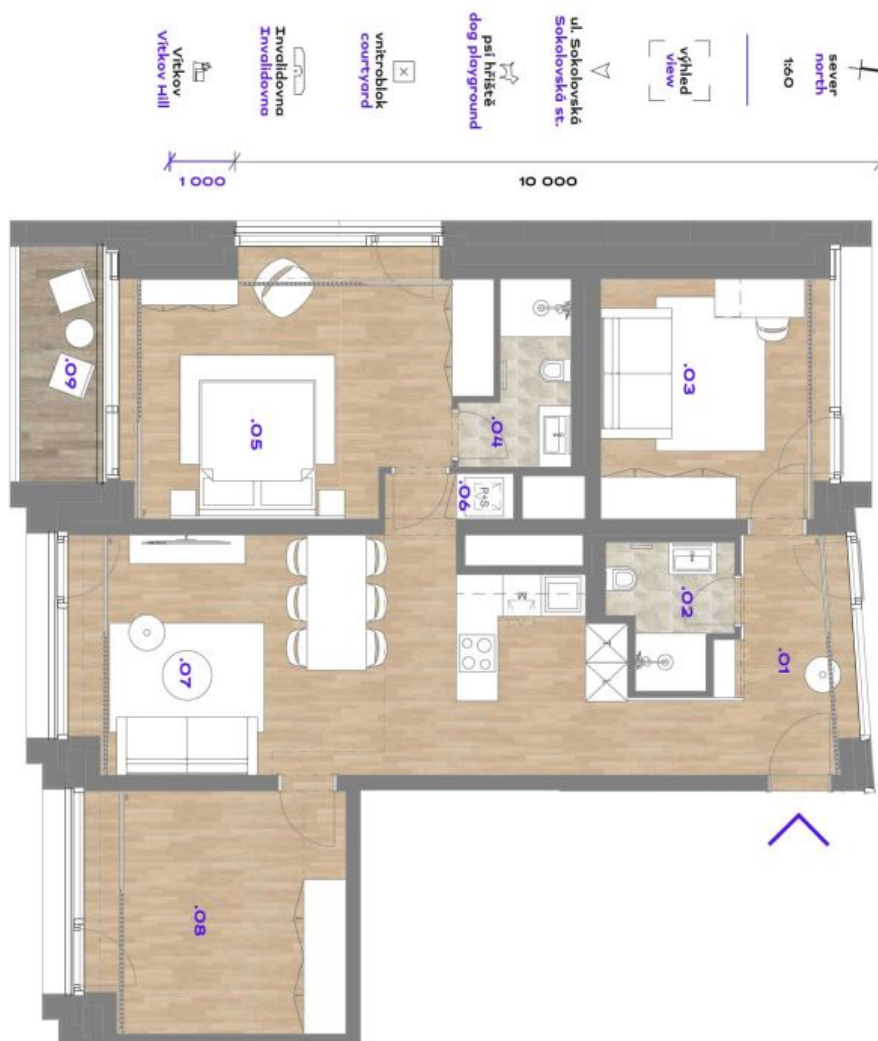 sever
north
1:60
výhled
view
ul. Sokolovská
Sokolovská st.
psí hřiště
dog playground
vnitroblok
courtyard
Invalidovna
Invalidovna
Vítkov
Vítkov Hill
1 000
10 000
.01
.02
.03
.04
.05
.06
P+S
.07
.08
.09